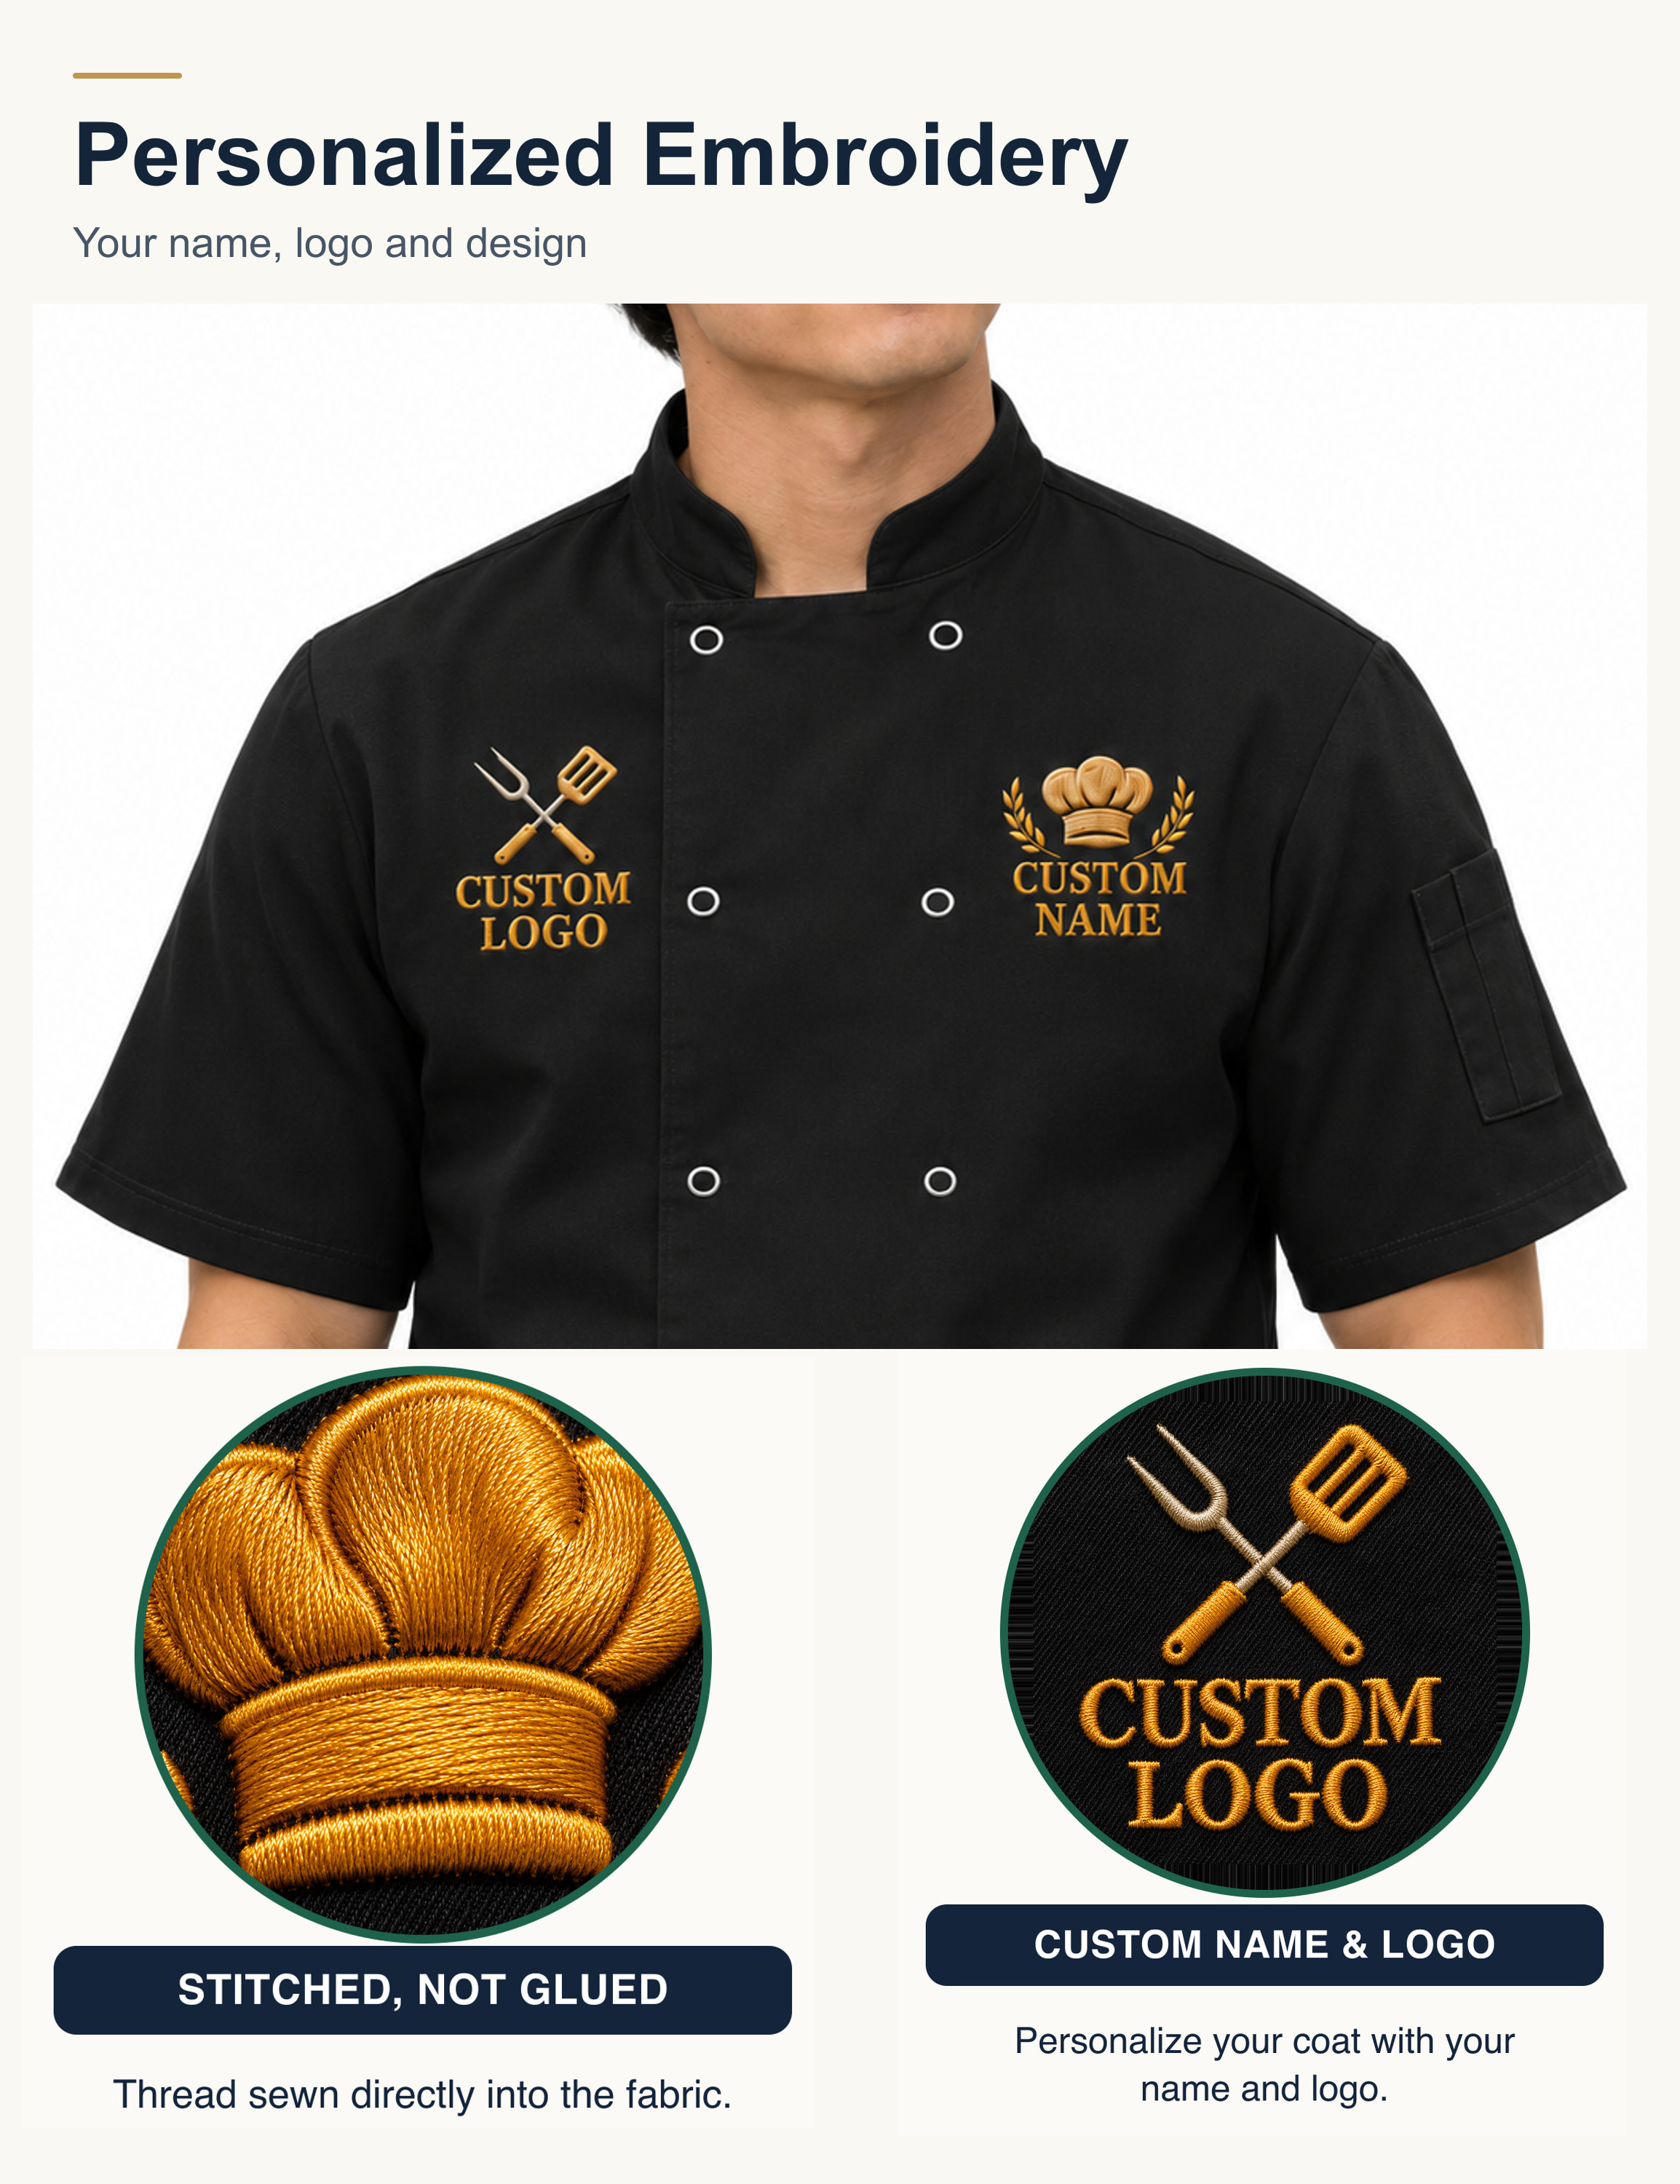 Personalized Embroidery
Your name, logo and design
CUSTOM
LOGO
CUSTOM
NAME
CUSTOM
LOGO
STITCHED, NOT GLUED
Thread sewn directly into the fabric.
CUSTOM NAME & LOGO
Personalize your coat with your
name and logo.